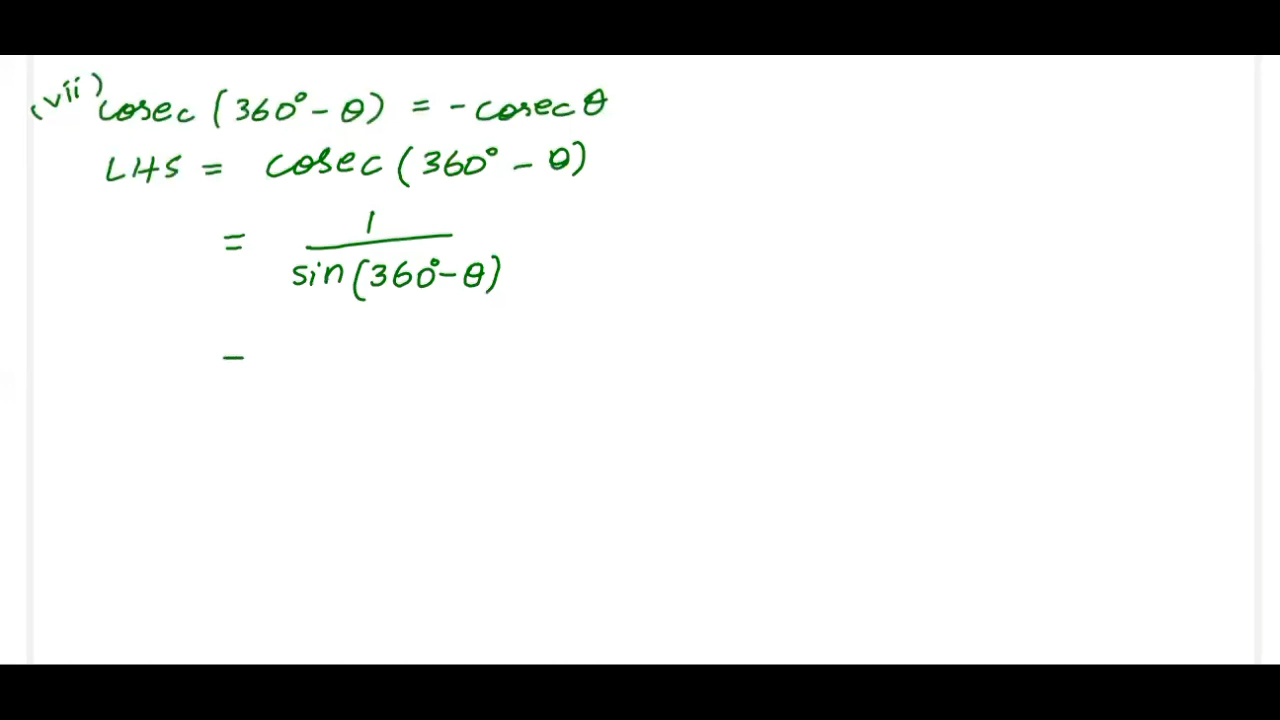 (vii) cosec (360° - θ) = - cosec θ
LHS = cosec (360° - θ)
= 1
sin (360° - θ)
-